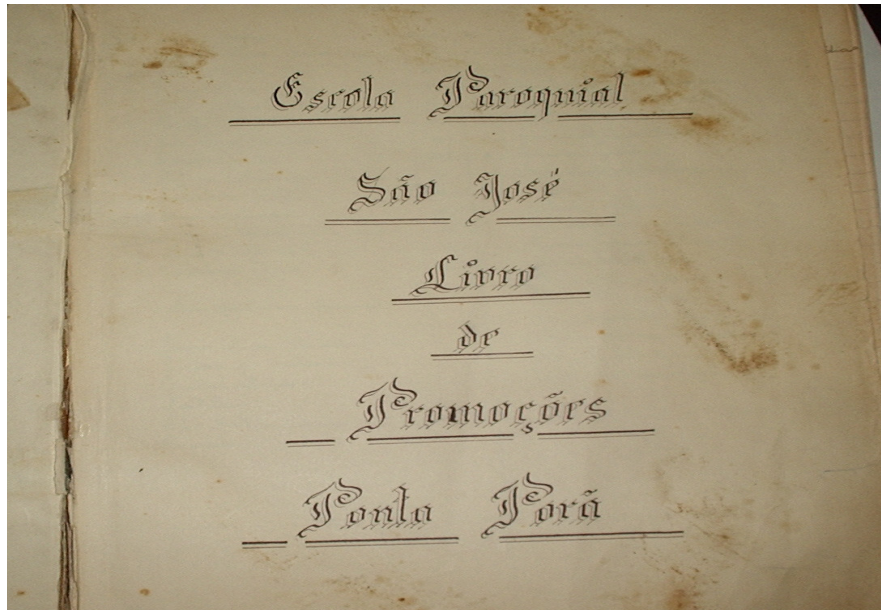 Escola Paroquial
São José
Livro
de
Promoções
Ponta Porã